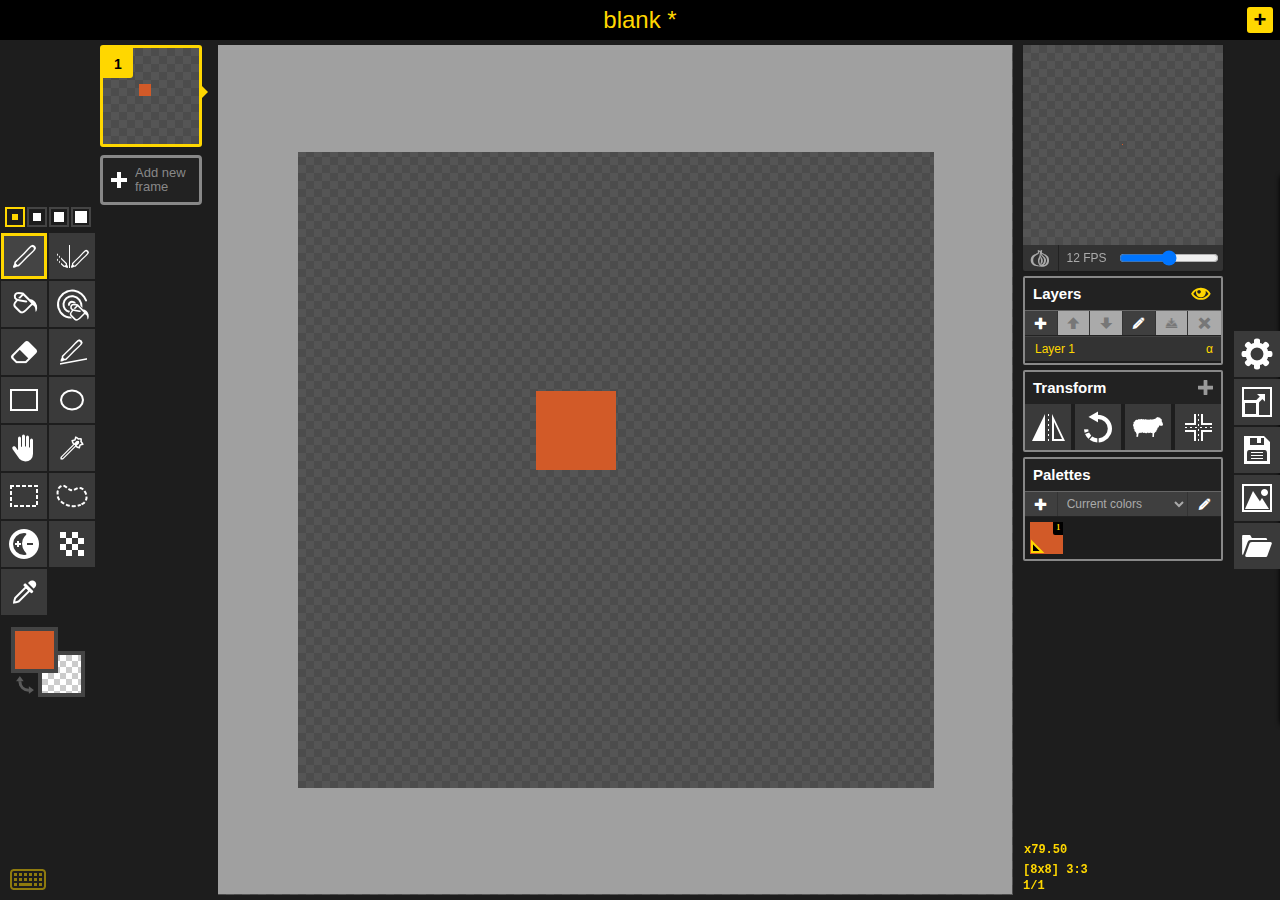 blank *
+
1
Add new
frame
12 FPS
Layers
Layer 1
α
Transform
Palettes
Current colors
1
x79.50
[8x8] 3:3
1/1